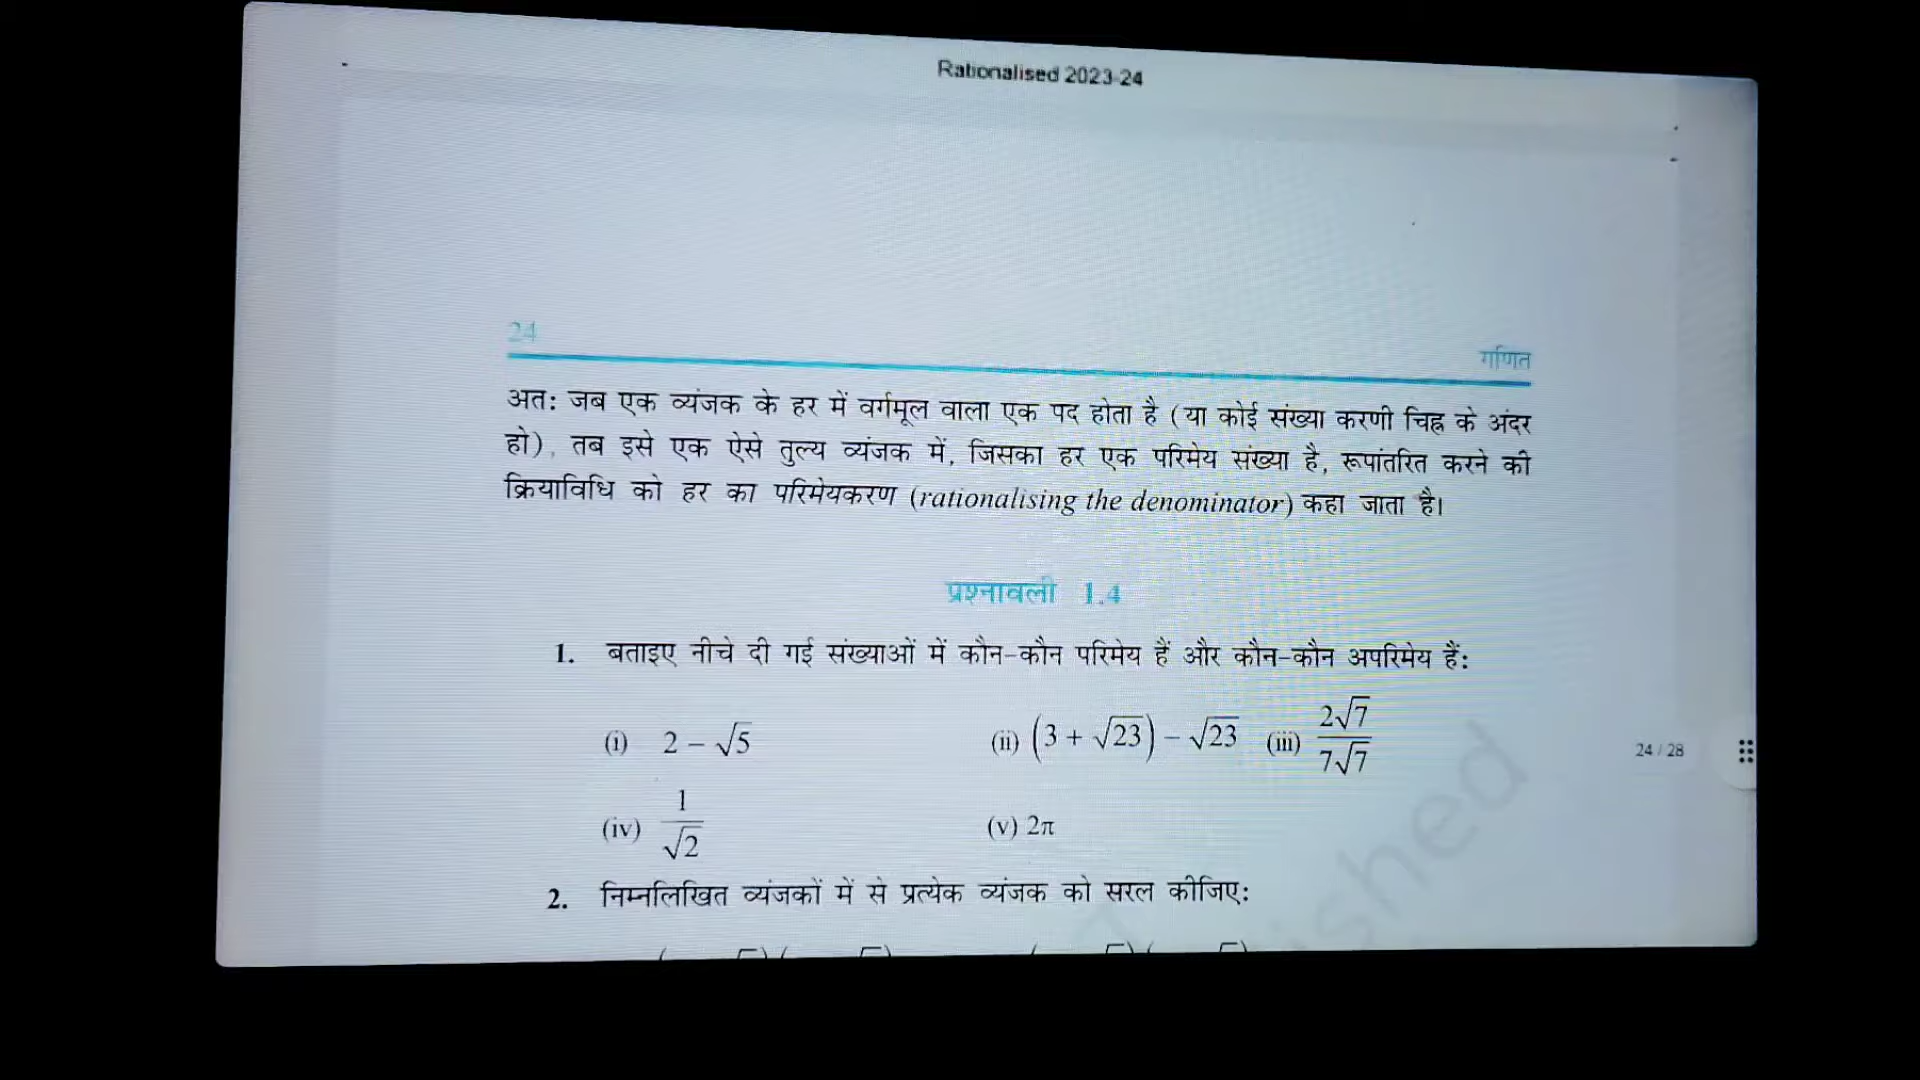 Rationalised 2023-24
24
गणित
अत: जब एक व्यंजक के हर में वर्गमूल वाला एक पद होता है (या कोई संख्या करणी चिह्न के अंदर
हो), तब इसे एक ऐसे तुल्य व्यंजक में, जिसका हर एक परिमेय संख्या है, रूपांतरित करने की
क्रियाविधि को हर का परिमेयकरण (rationalising the denominator) कहा जाता है।
प्रश्नावली 1.4
1. बताइए नीचे दी गई संख्याओं में कौन-कौन परिमेय हैं और कौन-कौन अपरिमेय हैं:
(i) 2 – √5 (ii) (3 + √23) – √23 (iii) 2√7/7√7
(iv) 1/√2 (v) 2π
24 / 28
2. निम्नलिखित व्यंजकों में से प्रत्येक व्यंजक को सरल कीजिए: